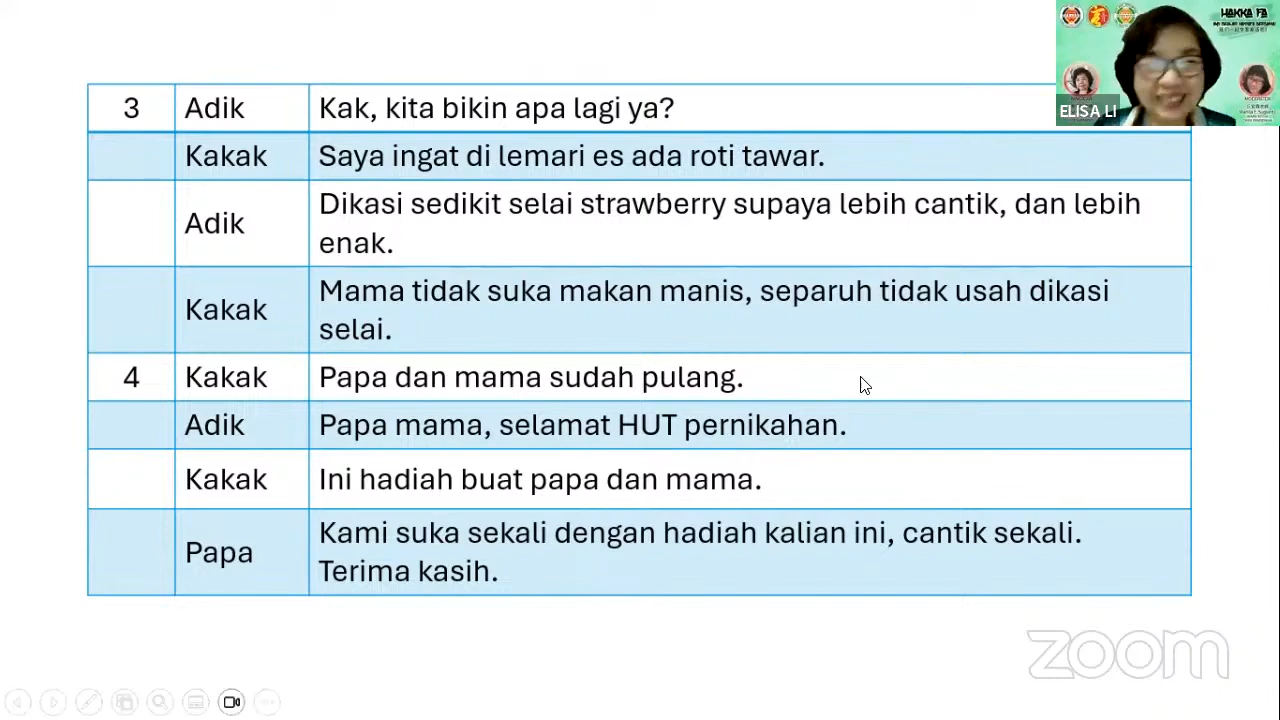 HAKKA FA
ELISA LI
3 Adik Kak, kita bikin apa lagi ya?
Kakak Saya ingat di lemari es ada roti tawar.
Adik Dikasi sedikit selai strawberry supaya lebih cantik, dan lebih
enak.
Kakak Mama tidak suka makan manis, separuh tidak usah dikasi
selai.
4 Kakak Papa dan mama sudah pulang.
Adik Papa mama, selamat HUT pernikahan.
Kakak Ini hadiah buat papa dan mama.
Papa Kami suka sekali dengan hadiah kalian ini, cantik sekali.
Terima kasih.
zoom